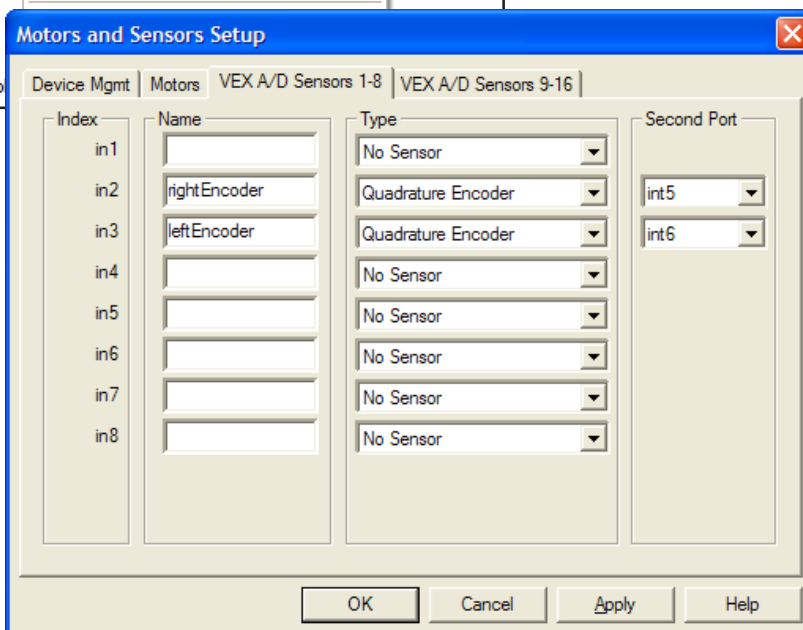 Motors and Sensors Setup
Device Mgmt Motors VEX A/D Sensors 1-8 VEX A/D Sensors 9-16
Index Name Type Second Port
in1 No Sensor
in2 rightEncoder Quadrature Encoder int5
in3 leftEncoder Quadrature Encoder int6
in4 No Sensor
in5 No Sensor
in6 No Sensor
in7 No Sensor
in8 No Sensor
OK Cancel Apply Help